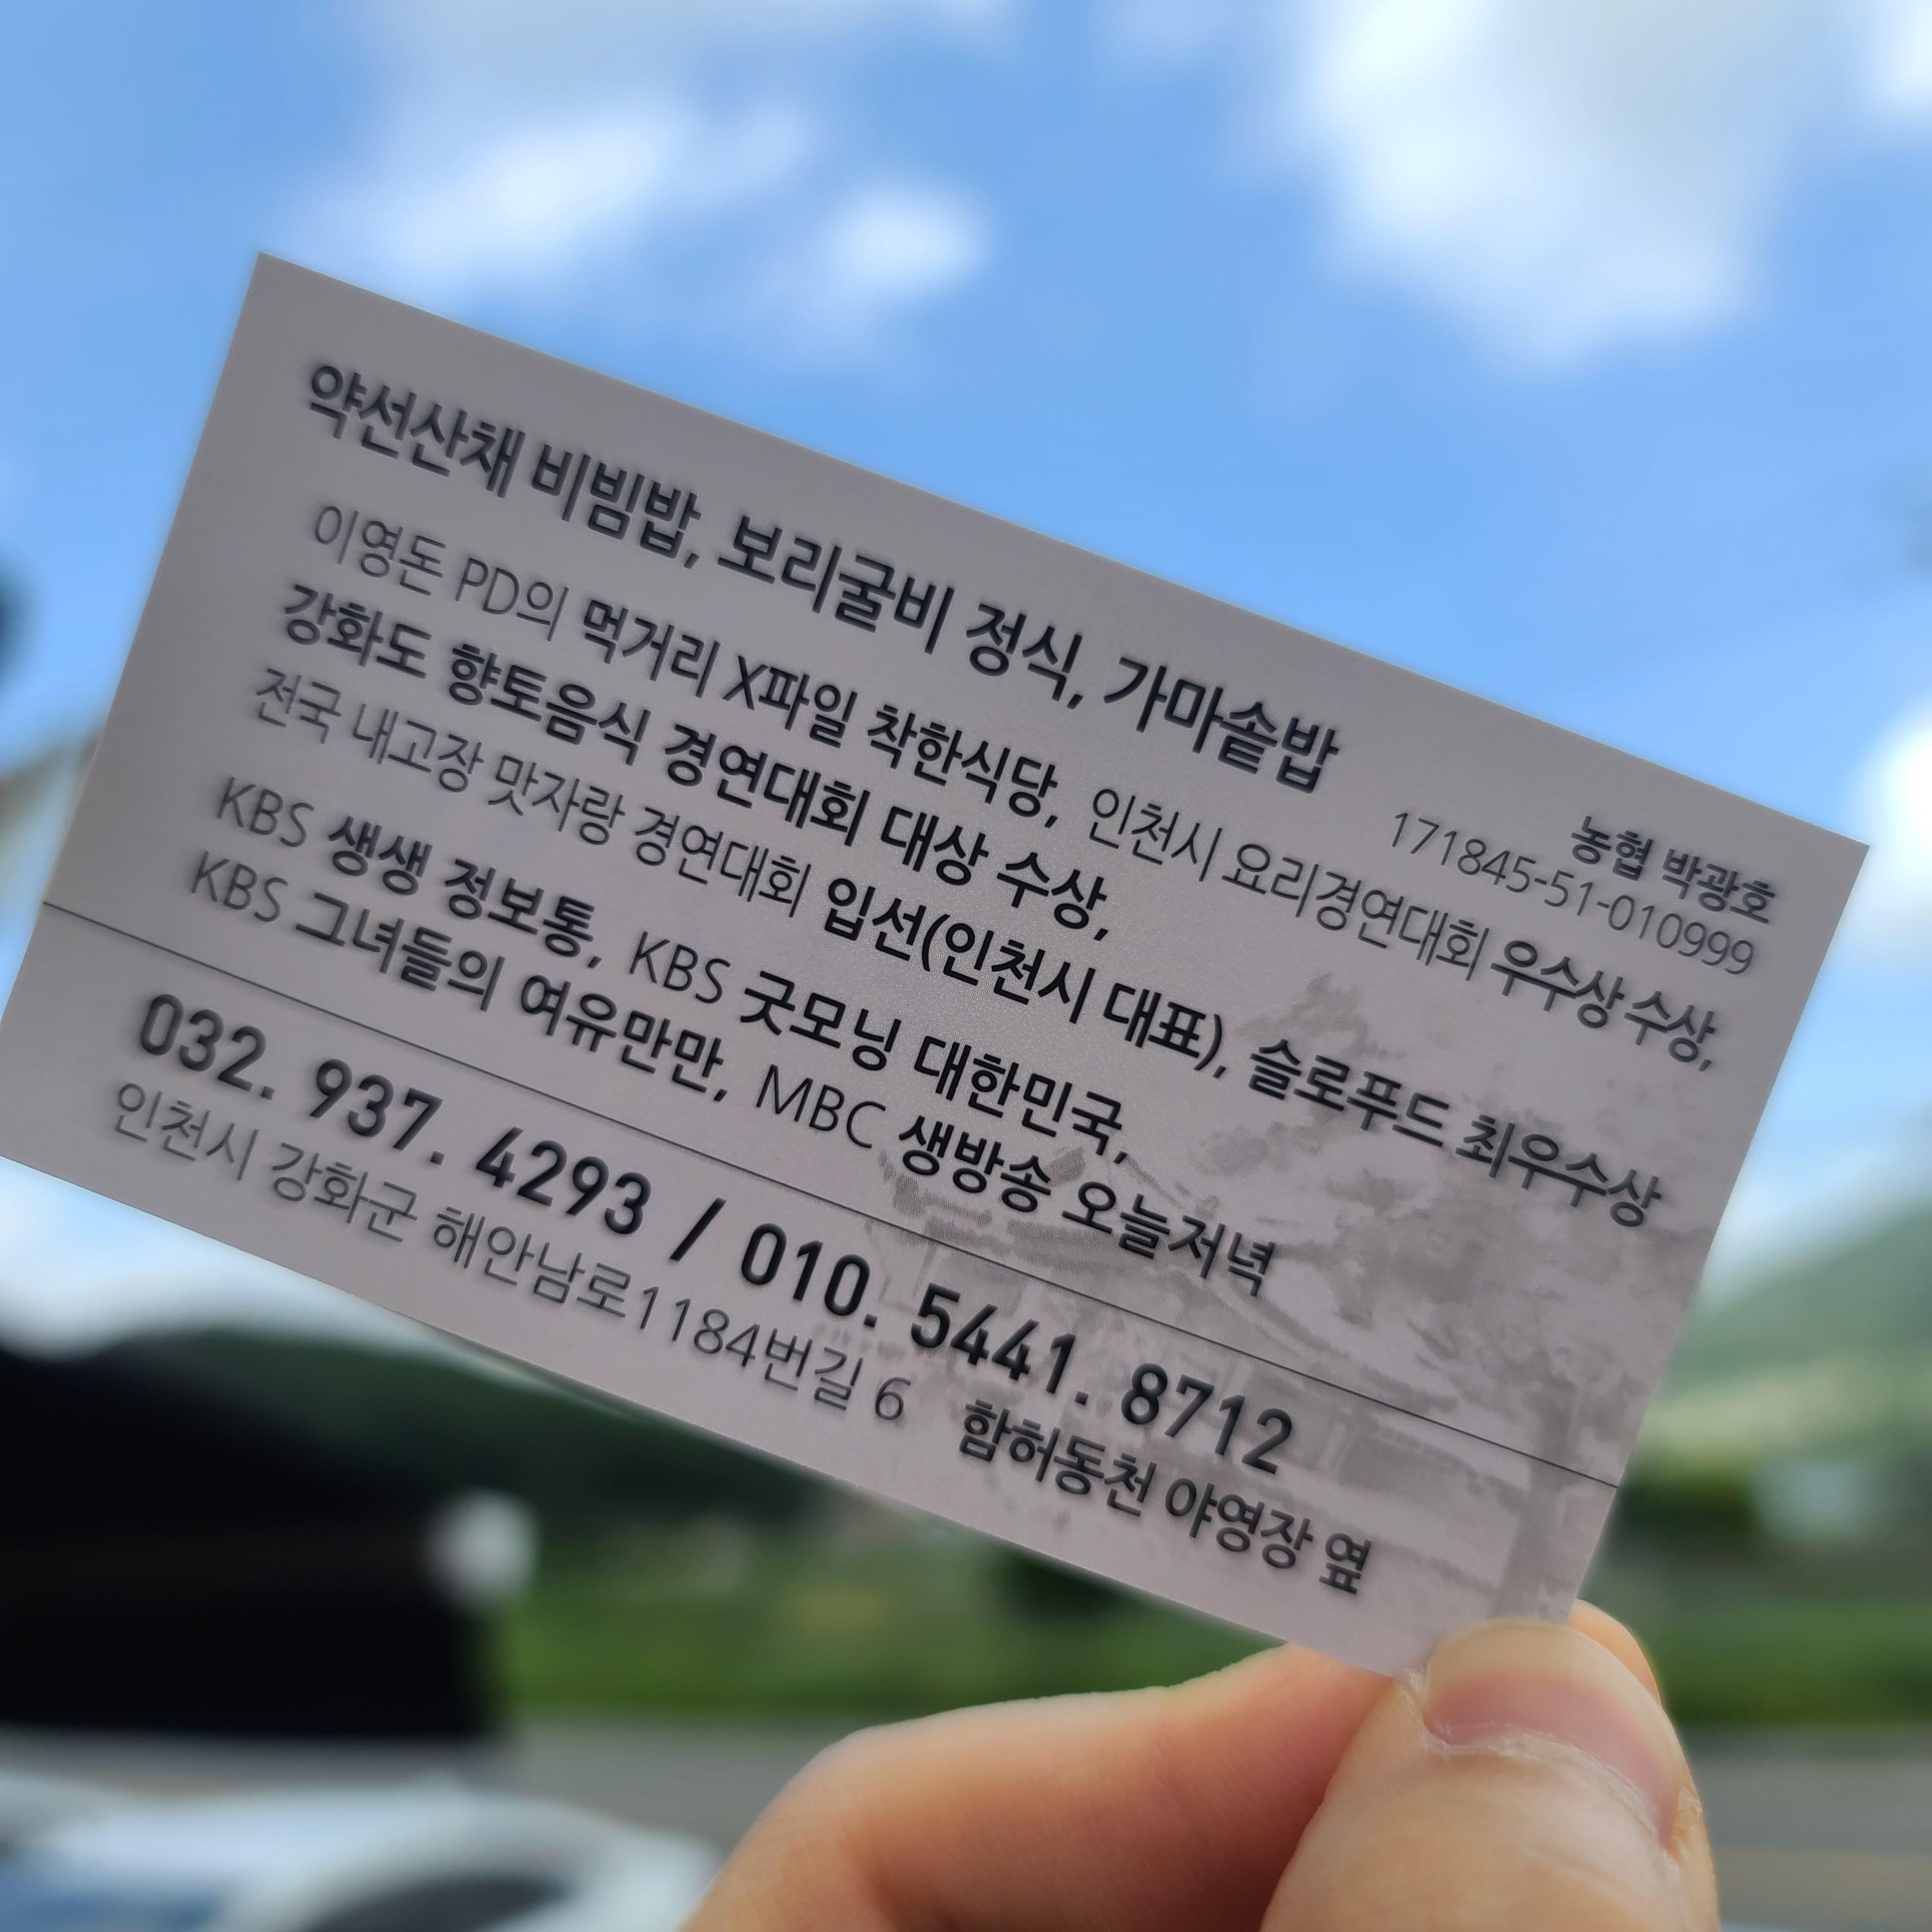 약선산채 비빔밥, 보리굴비 정식, 가마솥밥
농협 박광호
171845-51-010999
이영돈 PD의 먹거리 X파일 착한식당, 인천시 요리경연대회 우수상 수상,
강화도 향토음식 경연대회 대상 수상,
전국 내고장 맛자랑 경연대회 입선(인천시 대표), 슬로푸드 최우수상
KBS 생생 정보통, KBS 굿모닝 대한민국,
KBS 그녀들의 여유만만, MBC 생방송 오늘저녁
032. 937. 4293 / 010. 5441. 8712
인천시 강화군 해안남로1184번길 6 함허동천 야영장 옆